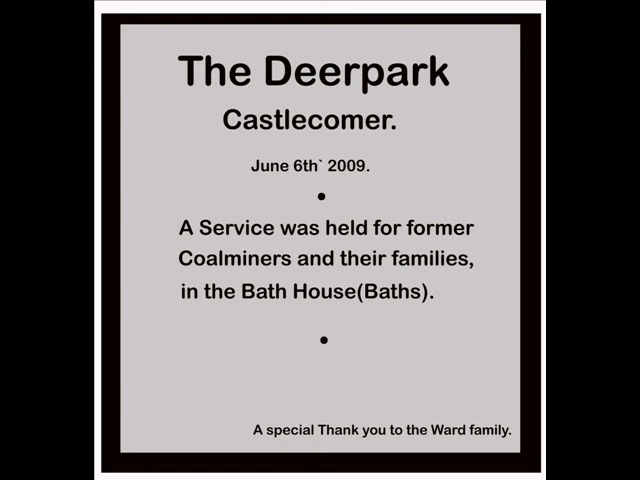 The Deerpark
Castlecomer.
June 6th` 2009.
•
A Service was held for former
Coalminers and their families,
in the Bath House(Baths).
•
A special Thank you to the Ward family.